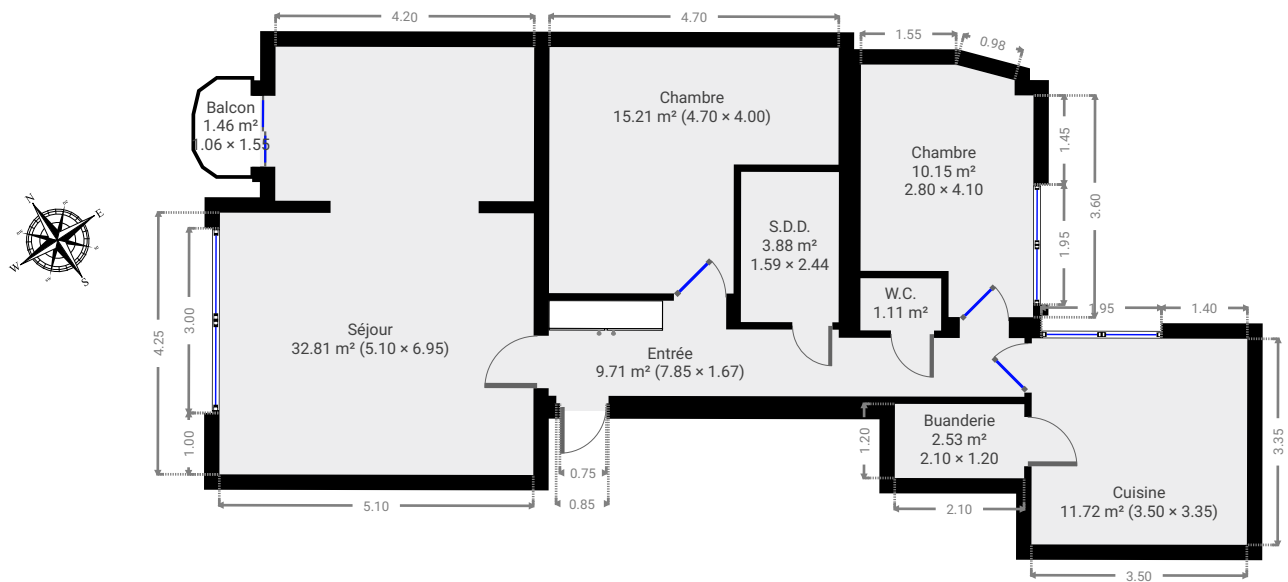 4.20
4.70
1.55
0.98
Balcon
1.46 m²
1.06 × 1.55
Chambre
15.21 m² (4.70 × 4.00)
Chambre
10.15 m²
2.80 × 4.10
1.45
3.60
1.95
N
E
W
S
S.D.D.
3.88 m²
1.59 × 2.44
W.C.
1.11 m²
1.95
1.40
4.25
3.00
1.00
Séjour
32.81 m² (5.10 × 6.95)
Entrée
9.71 m² (7.85 × 1.67)
Buanderie
2.53 m²
2.10 × 1.20
1.20
3.35
Cuisine
11.72 m² (3.50 × 3.35)
0.75
0.85
5.10
2.10
3.50